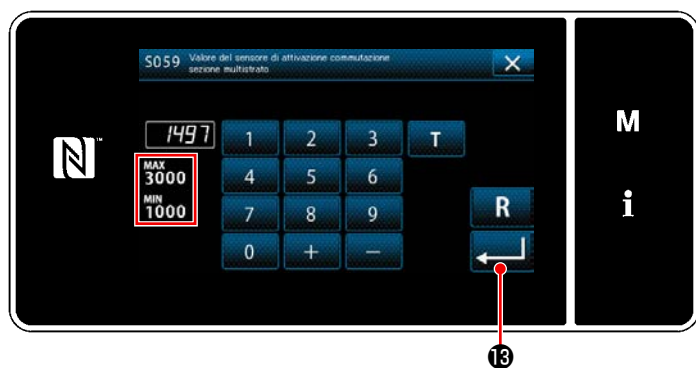 S059 Valore del sensore di attivazione commutazione
sezione multistrato
1497
1 2 3 T
MAX
3000
4 5 6
MIN
1000
7 8 9
R
0 + −
M
i
⓭